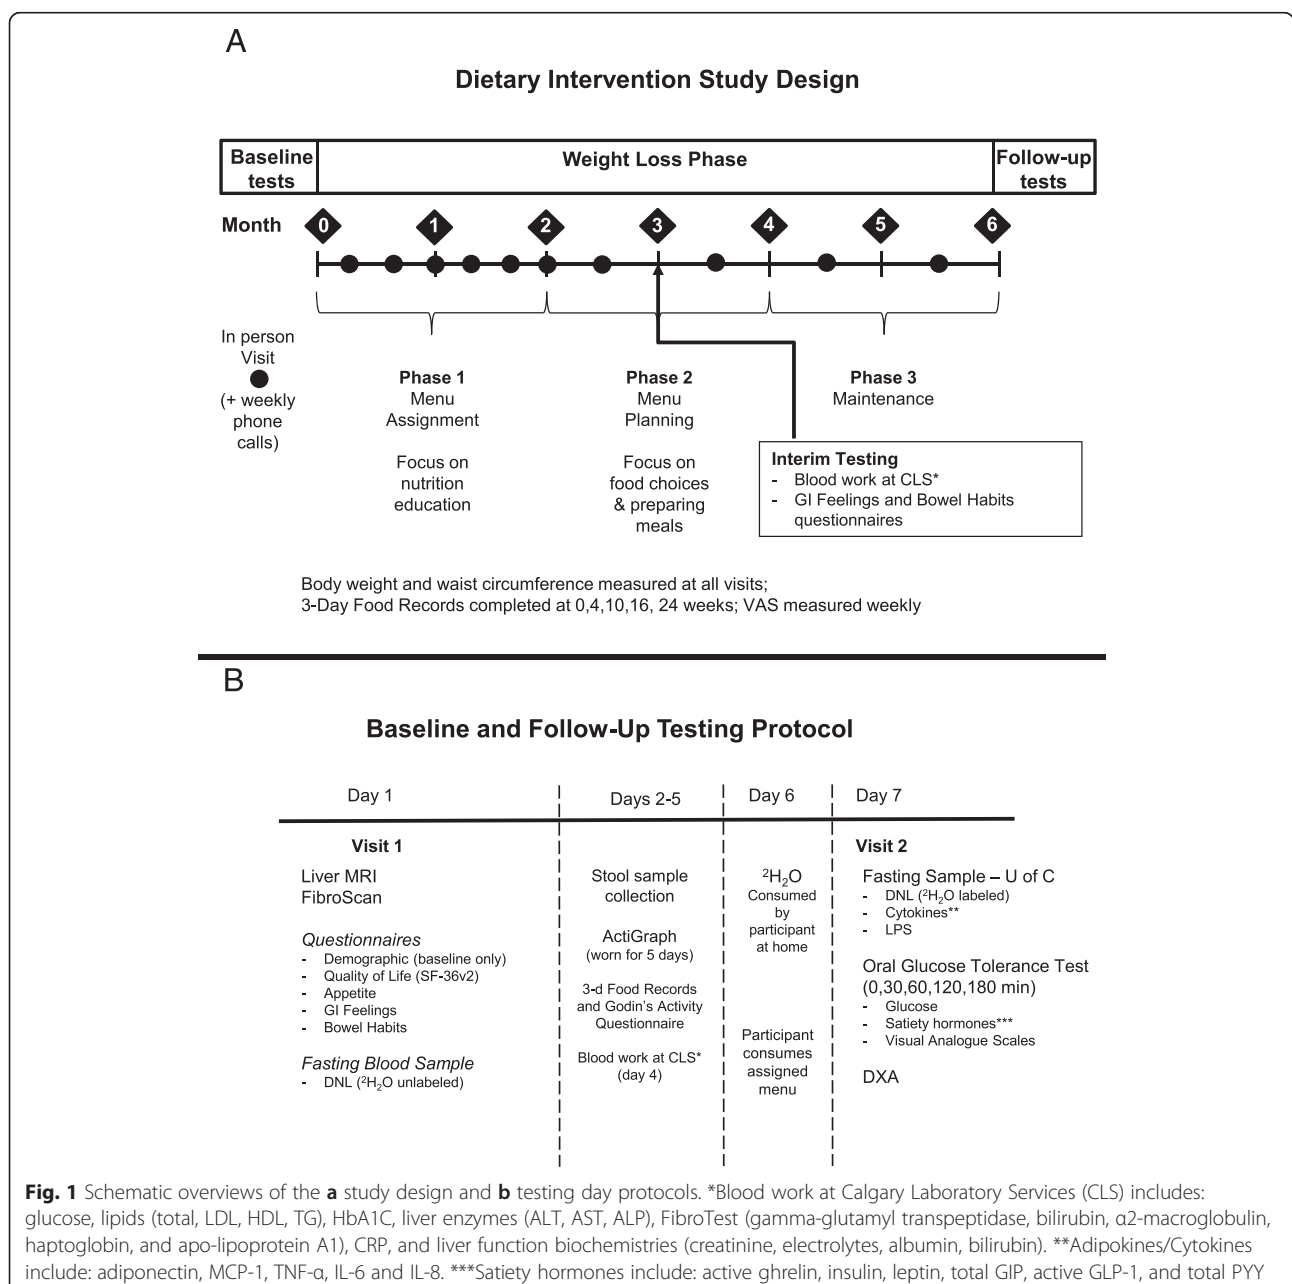 A
Dietary Intervention Study Design
Baseline tests
Weight Loss Phase
Follow-up tests
Month 0 1 2 3 4 5 6
In person
Visit
(+ weekly
phone
calls)
Phase 1
Menu
Assignment
Focus on
nutrition
education
Phase 2
Menu
Planning
Focus on
food choices
& preparing
meals
Phase 3
Maintenance
Interim Testing
- Blood work at CLS*
- GI Feelings and Bowel Habits
questionnaires
Body weight and waist circumference measured at all visits;
3-Day Food Records completed at 0,4,10,16, 24 weeks; VAS measured weekly
B
Baseline and Follow-Up Testing Protocol
Day 1
Visit 1
Liver MRI
FibroScan
Questionnaires
- Demographic (baseline only)
- Quality of Life (SF-36v2)
- Appetite
- GI Feelings
- Bowel Habits
Fasting Blood Sample
- DNL (²H₂O unlabeled)
Days 2-5
Stool sample
collection
ActiGraph
(worn for 5 days)
3-d Food Records
and Godin's Activity
Questionnaire
Blood work at CLS*
(day 4)
Day 6
²H₂O
Consumed
by
participant
at home
Participant
consumes
assigned
menu
Day 7
Visit 2
Fasting Sample – U of C
- DNL (²H₂O labeled)
- Cytokines**
- LPS
Oral Glucose Tolerance Test
(0,30,60,120,180 min)
- Glucose
- Satiety hormones***
- Visual Analogue Scales
DXA
Fig. 1 Schematic overviews of the a study design and b testing day protocols. *Blood work at Calgary Laboratory Services (CLS) includes:
glucose, lipids (total, LDL, HDL, TG), HbA1C, liver enzymes (ALT, AST, ALP), FibroTest (gamma-glutamyl transpeptidase, bilirubin, α2-macroglobulin,
haptoglobin, and apo-lipoprotein A1), CRP, and liver function biochemistries (creatinine, electrolytes, albumin, bilirubin). **Adipokines/Cytokines
include: adiponectin, MCP-1, TNF-α, IL-6 and IL-8. ***Satiety hormones include: active ghrelin, insulin, leptin, total GIP, active GLP-1, and total PYY